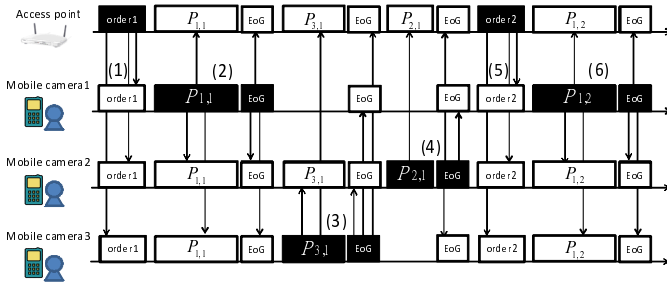 Access point
order1 P1,1 EoG P3,1 EoG P2,1 EoG order2 P1,2 EoG
(1) (2) (5) (6)
Mobile camera1
order1 P1,1 EoG EoG EoG order2 P1,2 EoG
(4)
Mobile camera2
order1 P1,1 EoG P3,1 P2,1 EoG order2 P1,2 EoG
(3)
Mobile camera3
order1 P1,1 EoG P3,1 EoG EoG order2 P1,2 EoG